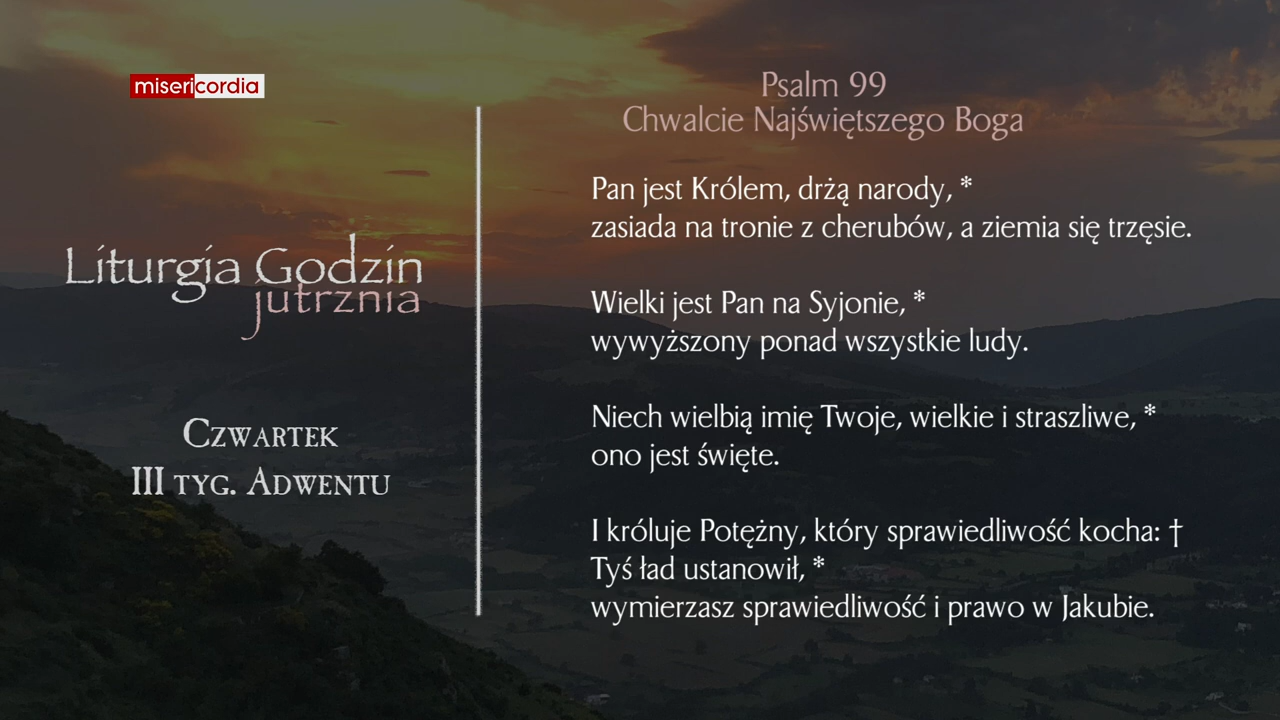 misericordia
Liturgia Godzin
jutrznia
Czwartek
III tyg. Adwentu
Psalm 99
Chwalcie Najświętszego Boga
Pan jest Królem, drżą narody, *
zasiada na tronie z cherubów, a ziemia się trzęsie.
Wielki jest Pan na Syjonie, *
wywyższony ponad wszystkie ludy.
Niech wielbią imię Twoje, wielkie i straszliwe, *
ono jest święte.
I króluje Potężny, który sprawiedliwość kocha: †
Tyś ład ustanowił, *
wymierzasz sprawiedliwość i prawo w Jakubie.